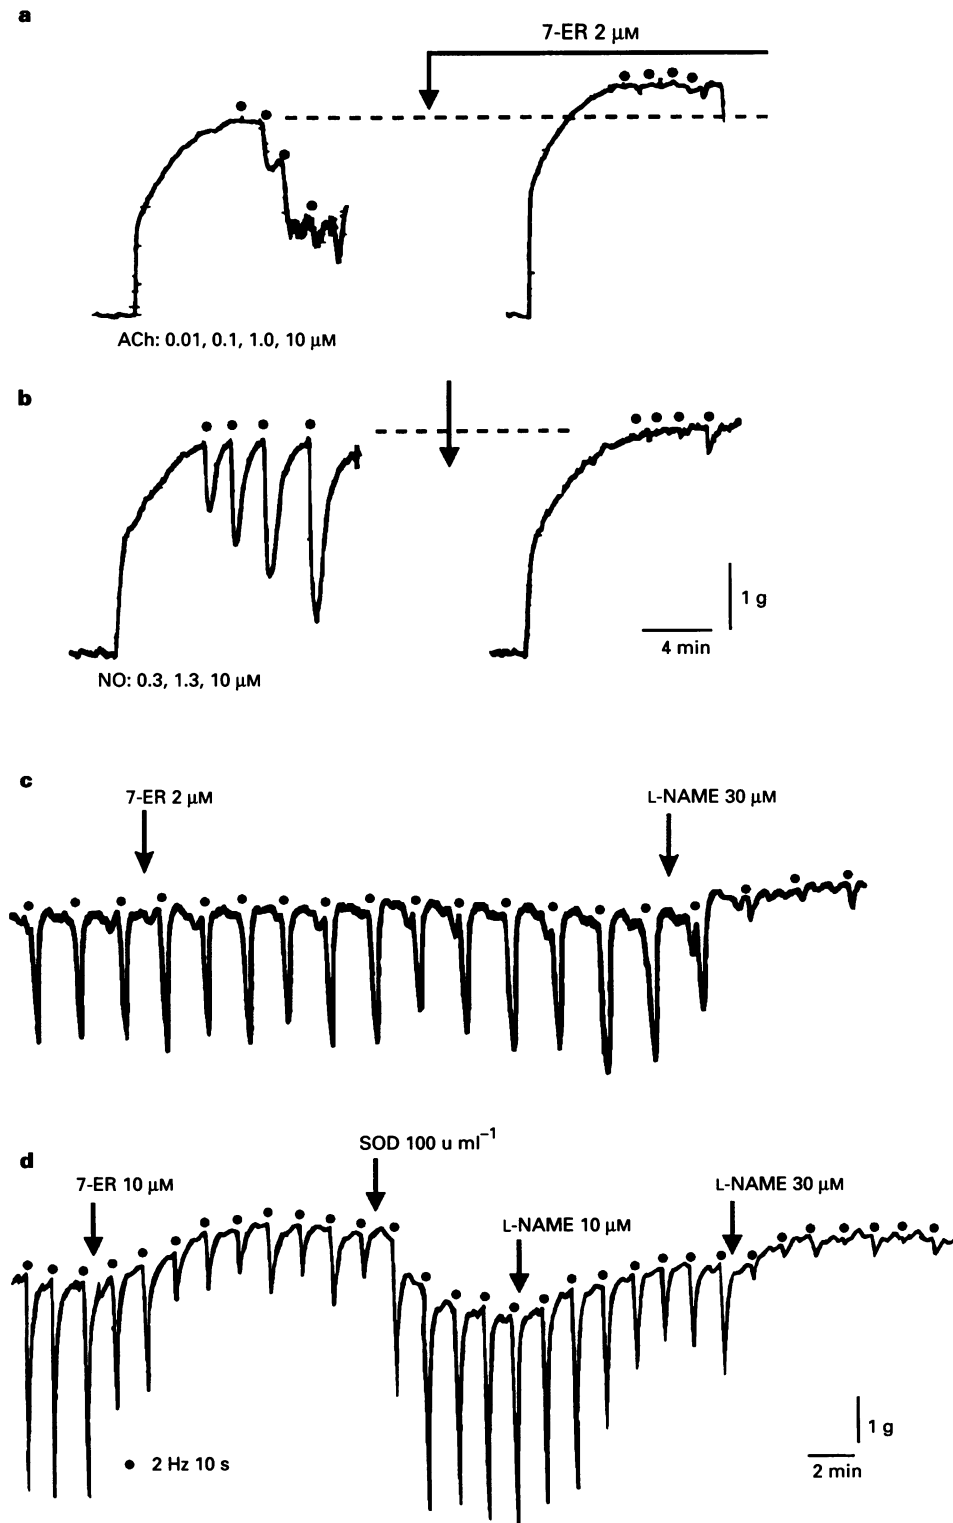 a
7-ER 2 μM
ACh: 0.01, 0.1, 1.0, 10 μM
b
1 g
4 min
NO: 0.3, 1.3, 10 μM
c
7-ER 2 μM
L-NAME 30 μM
d
SOD 100 u ml⁻¹
7-ER 10 μM
L-NAME 30 μM
L-NAME 10 μM
1 g
2 Hz 10 s
2 min